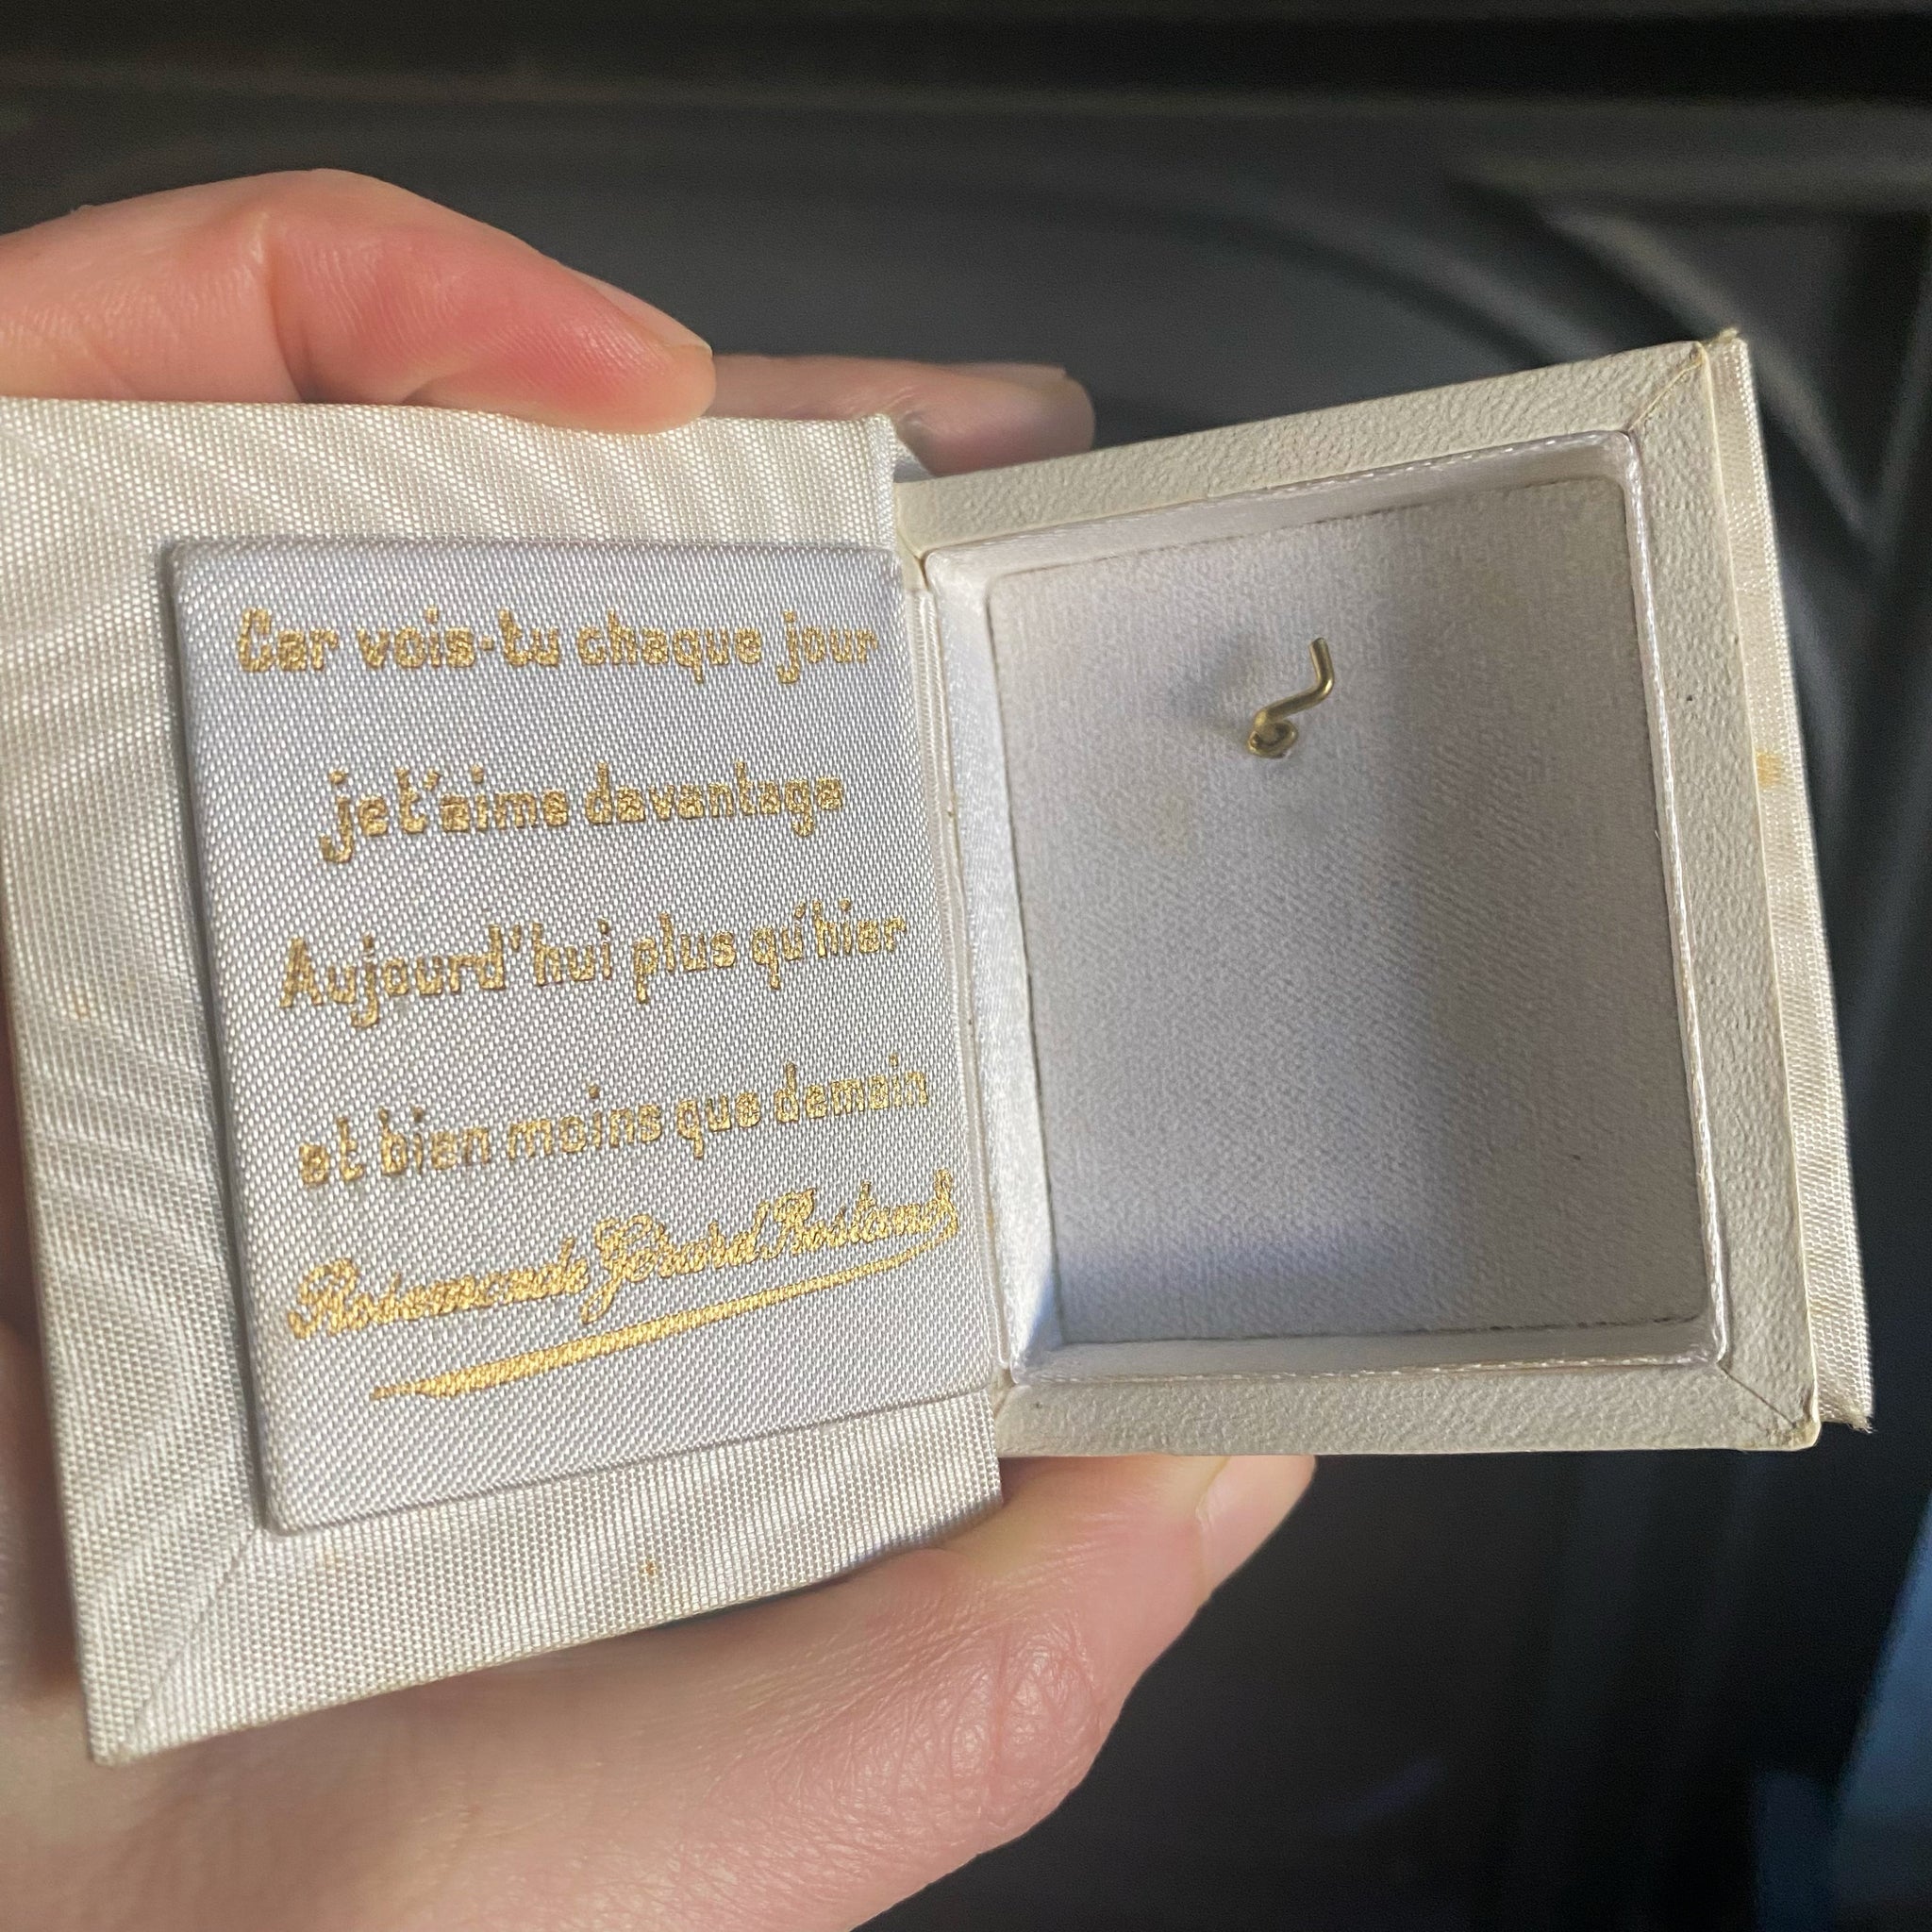 Car vois-tu chaque jour
je t'aime davantage
Aujourd'hui plus qu'hier
et bien moins que demain
Rosemonde Gérard Rostand